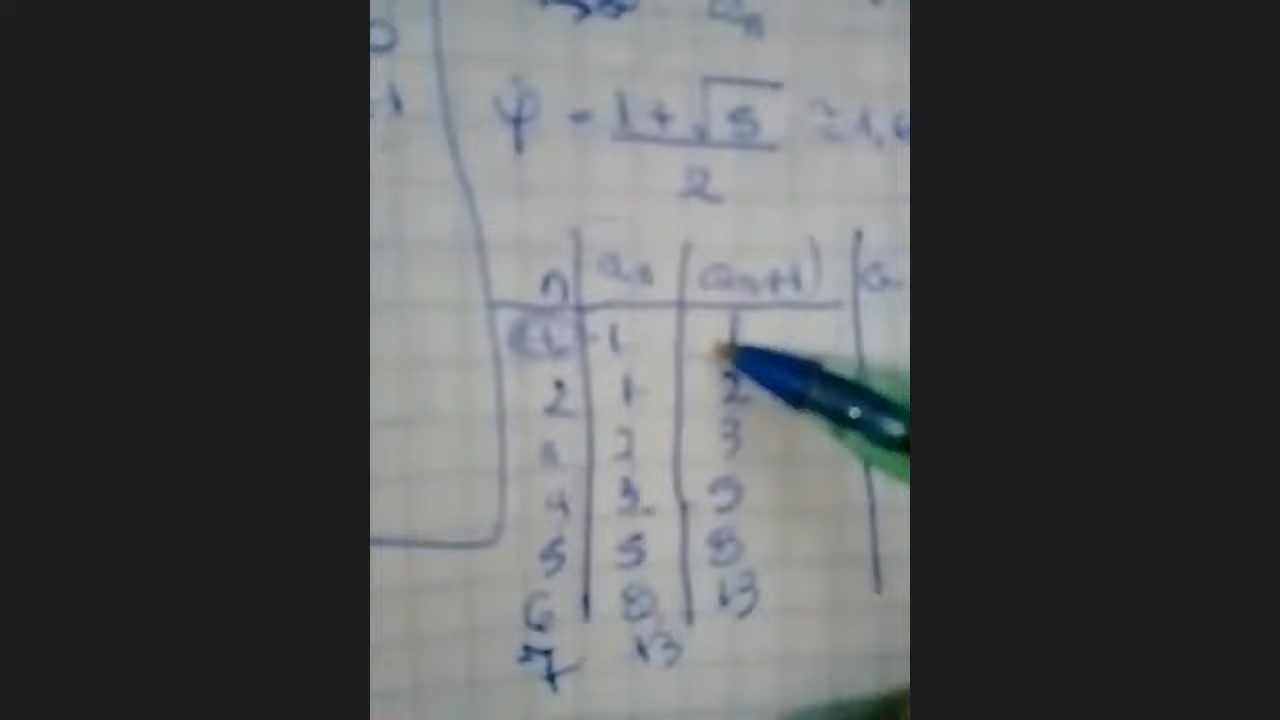 aₙ
φ = (1+√5)/2 ≅ 1,6
n | aₙ | a(n+1) | a
1 | 1 | 1
2 | 1 | 2
3 | 2 | 3
4 | 3 | 5
5 | 5 | 8
6 | 8 | 13
7 13